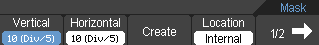 Mask
Vertical Horizontal Create Location 1/2
10 (Div/5) 10 (Div/5) Internal